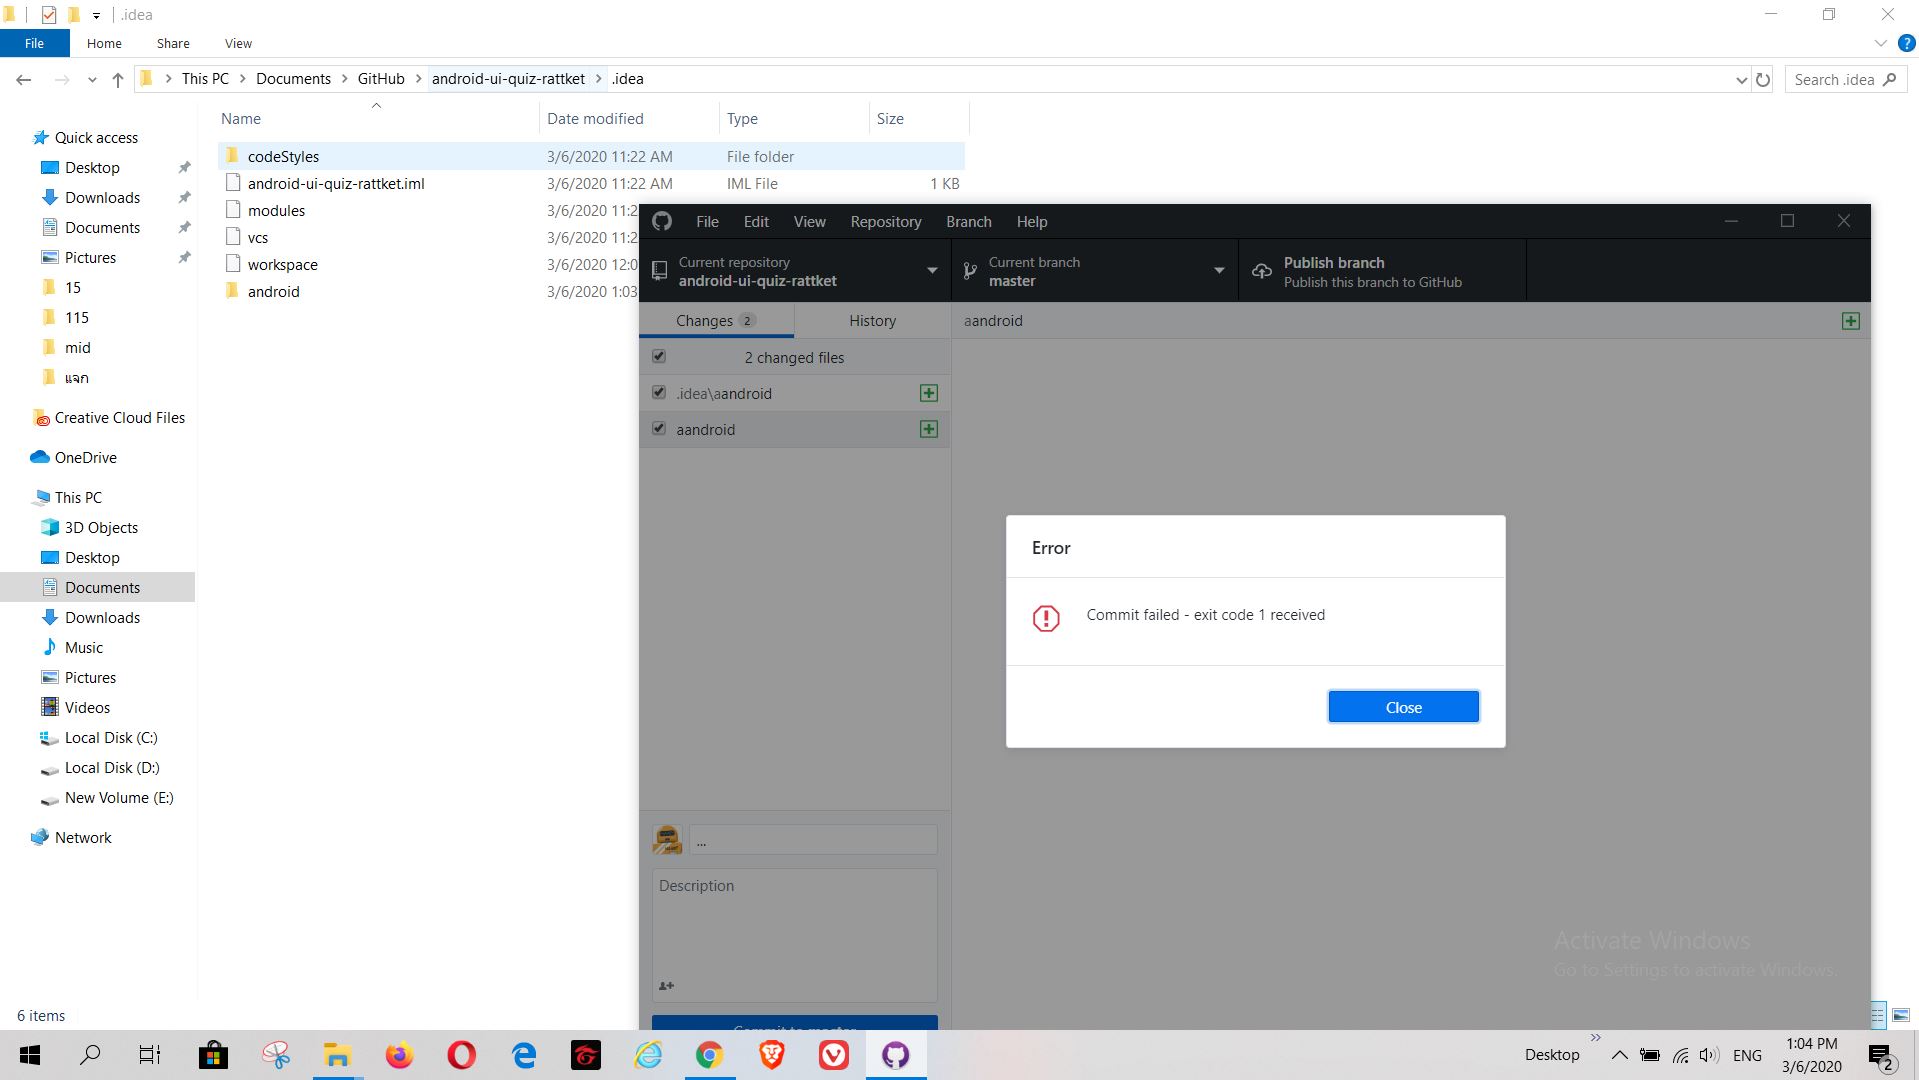 .idea
File Home Share View
This PC Documents GitHub android-ui-quiz-rattket .idea
Search .idea
Name Date modified Type Size
codeStyles 3/6/2020 11:22 AM File folder
android-ui-quiz-rattket.iml 3/6/2020 11:22 AM IML File 1 KB
modules 3/6/2020 11:2
vcs 3/6/2020 11:2
workspace 3/6/2020 12:0
android 3/6/2020 1:03
Quick access
Desktop
Downloads
Documents
Pictures
15
115
mid
แจก
Creative Cloud Files
OneDrive
This PC
3D Objects
Desktop
Documents
Downloads
Music
Pictures
Videos
Local Disk (C:)
Local Disk (D:)
New Volume (E:)
Network
6 items
File Edit View Repository Branch Help
Current repository
android-ui-quiz-rattket
Current branch
master
Publish branch
Publish this branch to GitHub
Changes 2 History
aandroid
2 changed files
.idea\aandroid
aandroid
Error
Commit failed - exit code 1 received
Close
...
Description
Commit to master
Activate Windows
Go to Settings to activate Windows.
Desktop
ENG
1:04 PM
3/6/2020
2